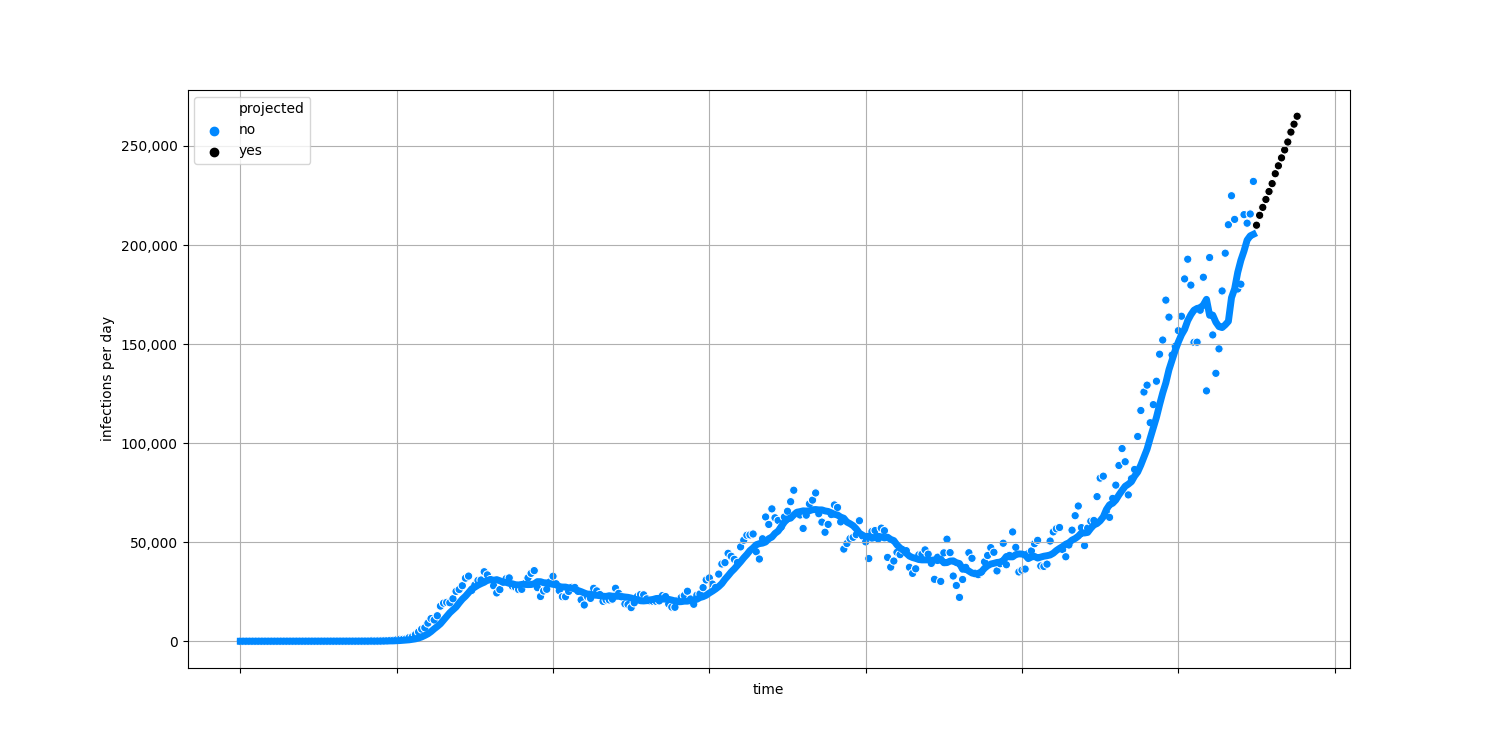 projected
no
yes
250,000
200,000
150,000
100,000
50,000
0
infections per day
time